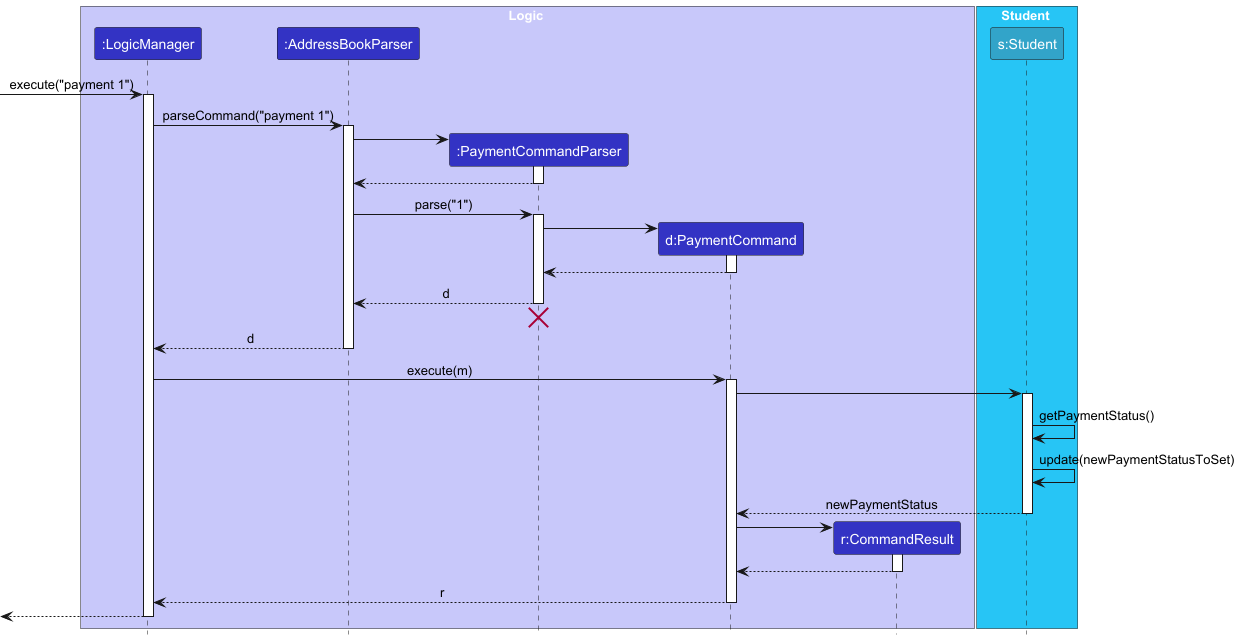 Logic
Student
:LogicManager
:AddressBookParser
s:Student
execute("payment 1")
parseCommand("payment 1")
:PaymentCommandParser
parse("1")
d:PaymentCommand
d
d
execute(m)
getPaymentStatus()
update(newPaymentStatusToSet)
newPaymentStatus
r:CommandResult
r